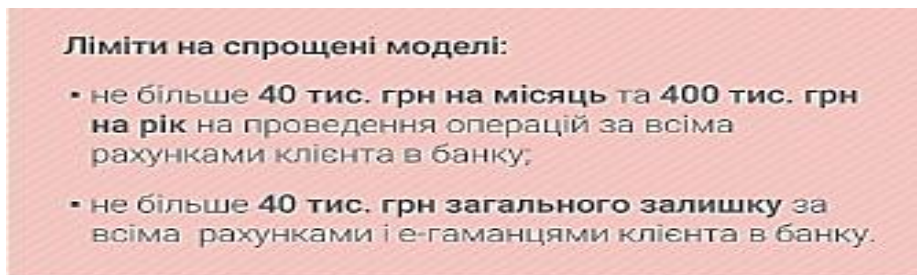 Ліміти на спрощені моделі:
▪ не більше 40 тис. грн на місяць та 400 тис. грн
на рік на проведення операцій за всіма
рахунками клієнта в банку;
▪ не більше 40 тис. грн загального залишку за
всіма рахунками і е-гаманцями клієнта в банку.